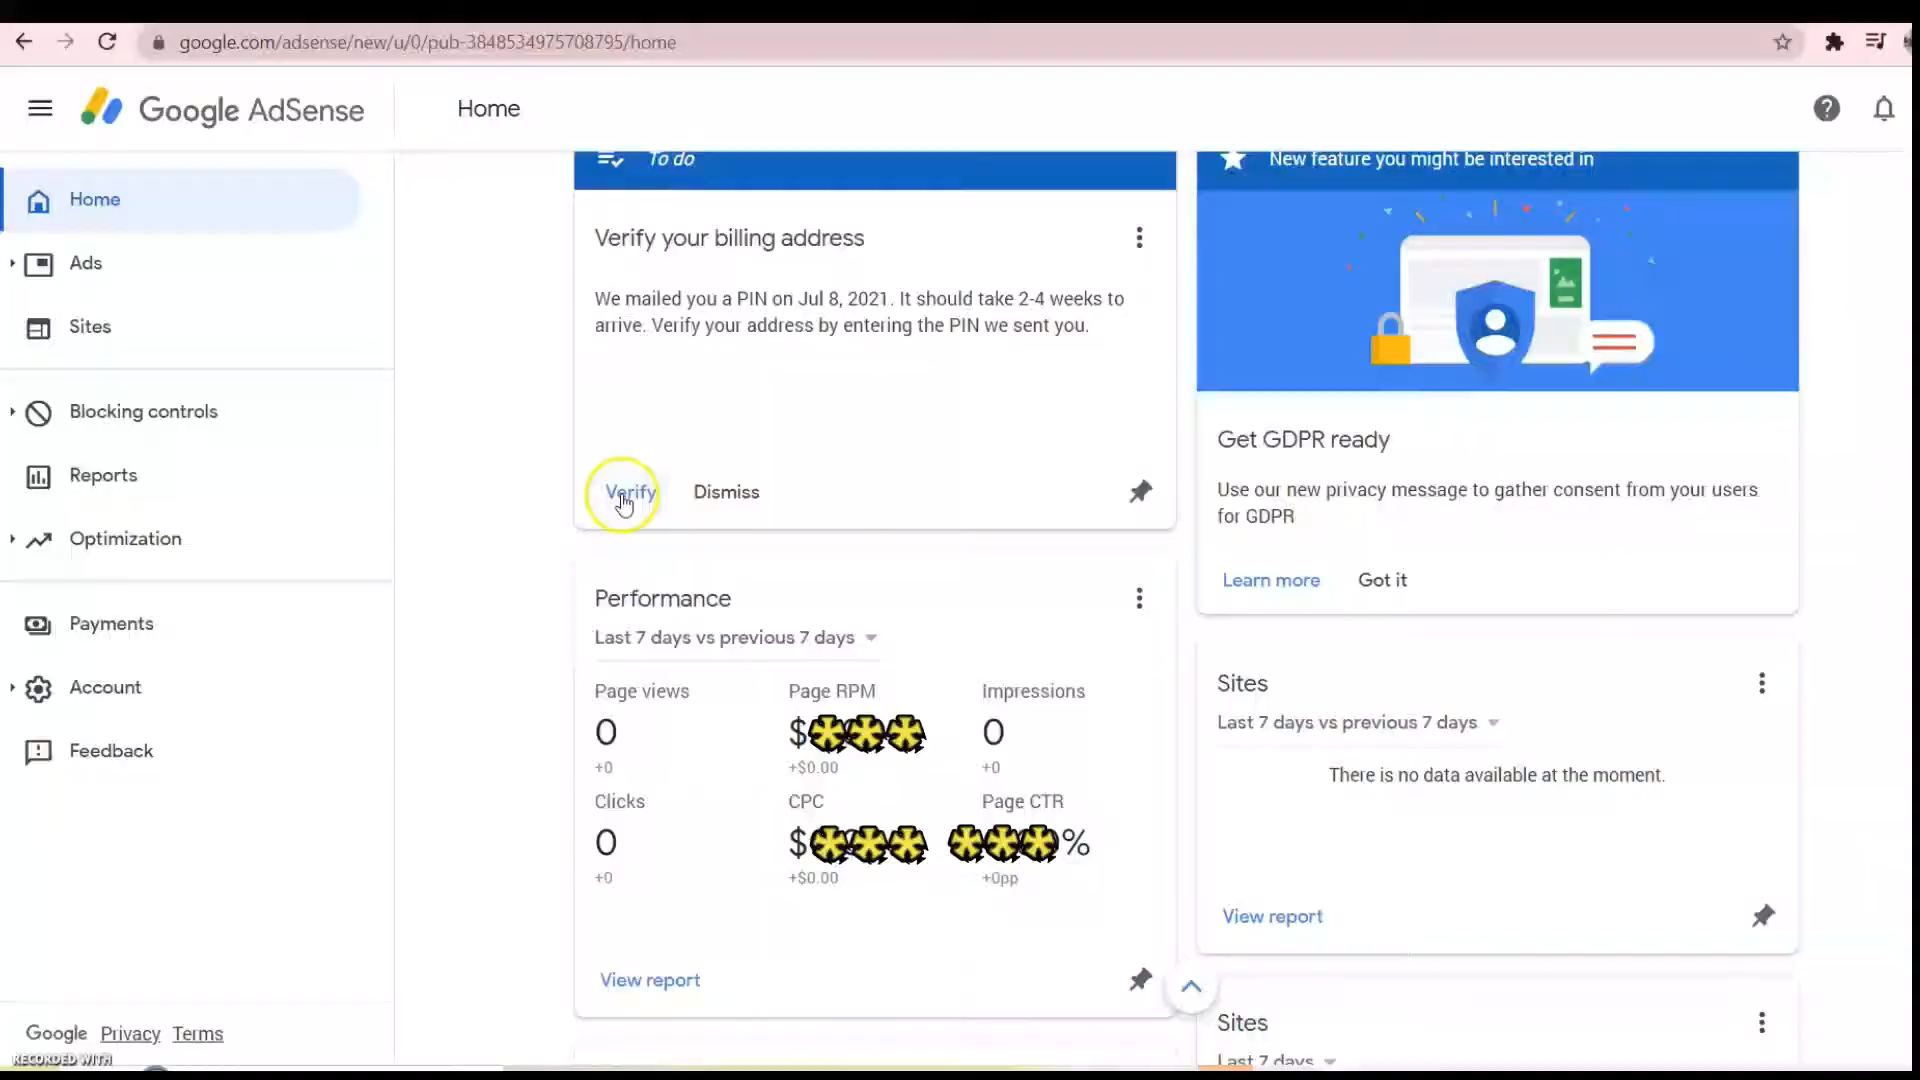 google.com/adsense/new/u/0/pub-3848534975708795/home
Google AdSense
Home
Home
Ads
Sites
Blocking controls
Reports
Optimization
Payments
Account
Feedback
Google Privacy Terms
RECORDED WITH
To do
Verify your billing address
We mailed you a PIN on Jul 8, 2021. It should take 2-4 weeks to
arrive. Verify your address by entering the PIN we sent you.
Verify Dismiss
Performance
Last 7 days vs previous 7 days
Page views Page RPM Impressions
0 $ 0
+0 +$0.00 +0
Clicks CPC Page CTR
0 $ %
+0 +$0.00 +0pp
View report
New feature you might be interested in
Get GDPR ready
Use our new privacy message to gather consent from your users
for GDPR
Learn more Got it
Sites
Last 7 days vs previous 7 days
There is no data available at the moment.
View report
Sites
Last 7 days